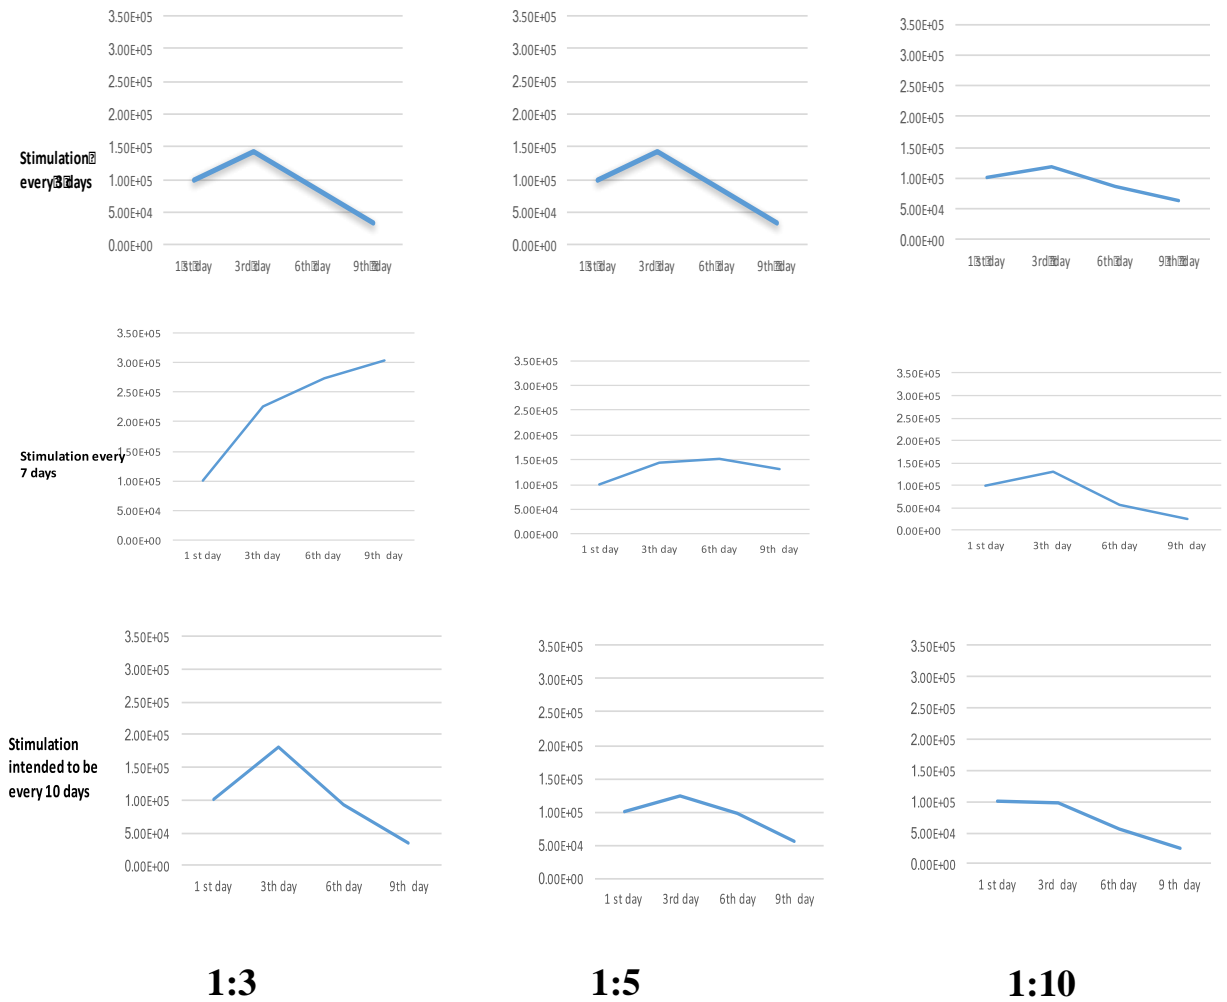 3.50E+05
3.00E+05
2.50E+05
2.00E+05
1.50E+05
1.00E+05
5.00E+04
0.00E+00
1 st day 3rd day 6th day 9th day
3.50E+05
3.00E+05
2.50E+05
2.00E+05
1.50E+05
1.00E+05
5.00E+04
0.00E+00
1 st day 3rd day 6th day 9th day
3.50E+05
3.00E+05
2.50E+05
2.00E+05
1.50E+05
1.00E+05
5.00E+04
0.00E+00
1 st day 3rd day 6th day 9th day
Stimulation
every 3 days
3.50E+05
3.00E+05
2.50E+05
2.00E+05
1.50E+05
1.00E+05
5.00E+04
0.00E+00
1 st day 3th day 6th day 9th day
3.50E+05
3.00E+05
2.50E+05
2.00E+05
1.50E+05
1.00E+05
5.00E+04
0.00E+00
1 st day 3th day 6th day 9th day
3.50E+05
3.00E+05
2.50E+05
2.00E+05
1.50E+05
1.00E+05
5.00E+04
0.00E+00
1 st day 3th day 6th day 9th day
Stimulation every
7 days
3.50E+05
3.00E+05
2.50E+05
2.00E+05
1.50E+05
1.00E+05
5.00E+04
0.00E+00
1 st day 3th day 6th day 9th day
3.50E+05
3.00E+05
2.50E+05
2.00E+05
1.50E+05
1.00E+05
5.00E+04
0.00E+00
1 st day 3rd day 6th day 9th day
3.50E+05
3.00E+05
2.50E+05
2.00E+05
1.50E+05
1.00E+05
5.00E+04
0.00E+00
1 st day 3rd day 6th day 9 th day
Stimulation
intended to be
every 10 days
1:3 1:5 1:10